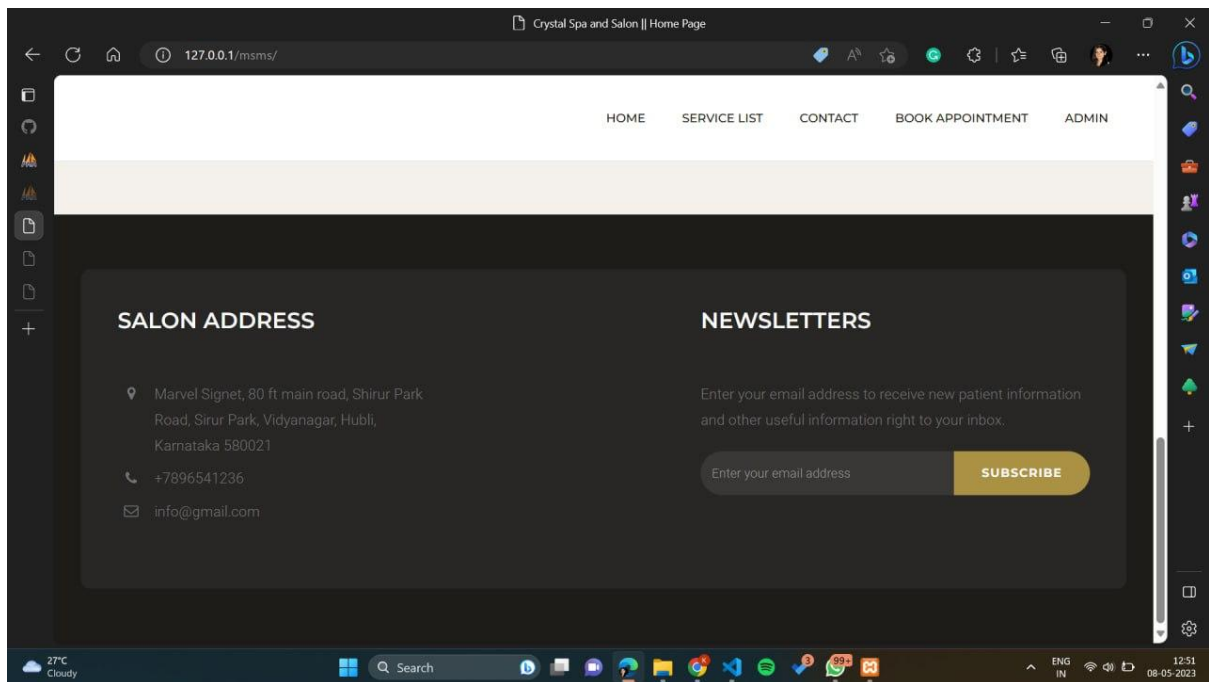 Crystal Spa and Salon || Home Page
127.0.0.1/msms/
HOME SERVICE LIST CONTACT BOOK APPOINTMENT ADMIN
SALON ADDRESS
Marvel Signet, 80 ft main road, Shirur Park
Road, Sirur Park, Vidyanagar, Hubli,
Karnataka 580021
+7896541236
info@gmail.com
NEWSLETTERS
Enter your email address to receive new patient information
and other useful information right to your inbox.
Enter your email address SUBSCRIBE
27°C
Cloudy
Search
3
99+
ENG
IN
12:51
08-05-2023